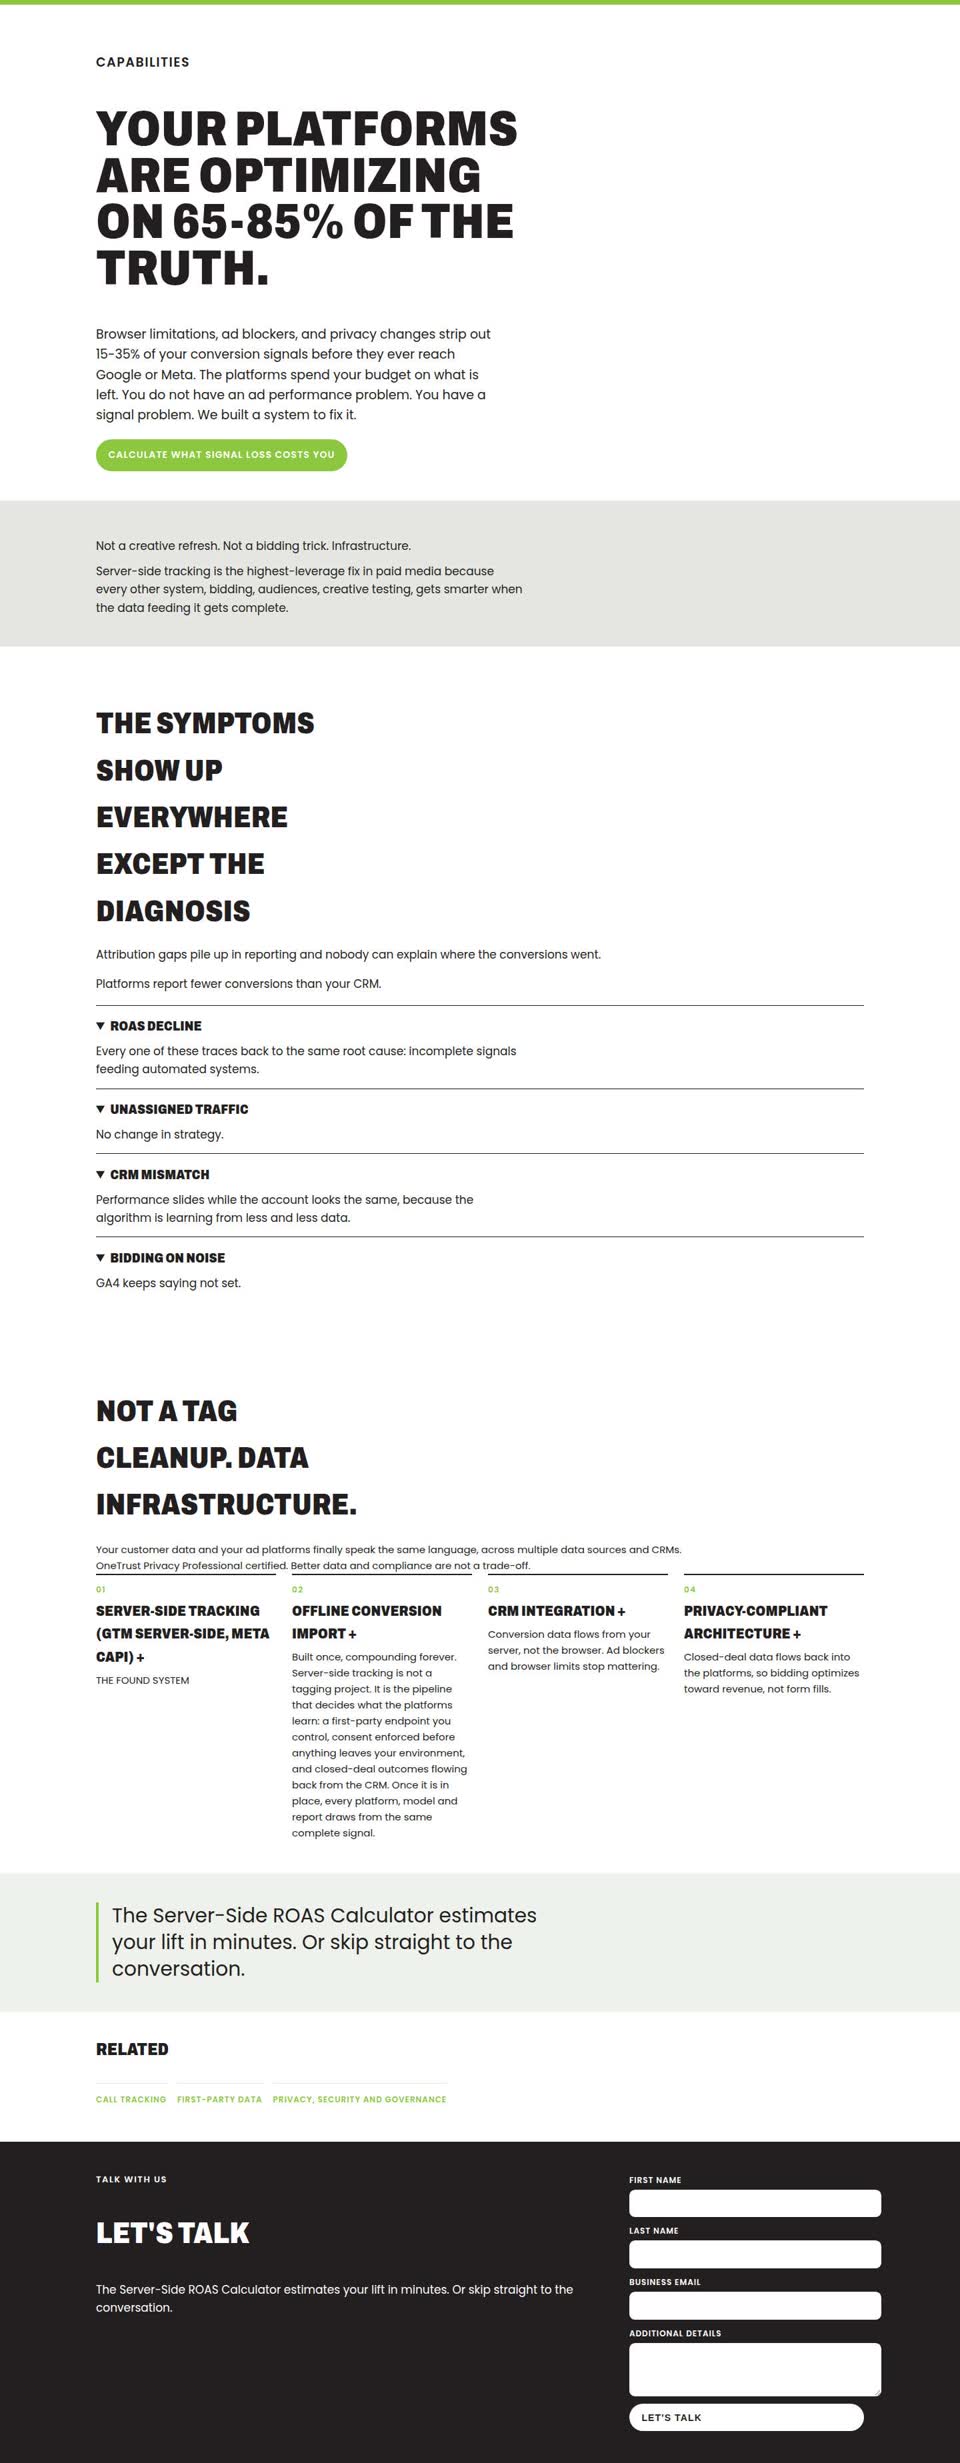 CAPABILITIES
YOUR PLATFORMS
ARE OPTIMIZING
ON 65-85% OF THE
TRUTH.
Browser limitations, ad blockers, and privacy changes strip out
15-35% of your conversion signals before they ever reach
Google or Meta. The platforms spend your budget on what is
left. You do not have an ad performance problem. You have a
signal problem. We built a system to fix it.
CALCULATE WHAT SIGNAL LOSS COSTS YOU
Not a creative refresh. Not a bidding trick. Infrastructure.
Server-side tracking is the highest-leverage fix in paid media because
every other system, bidding, audiences, creative testing, gets smarter when
the data feeding it gets complete.
THE SYMPTOMS
SHOW UP
EVERYWHERE
EXCEPT THE
DIAGNOSIS
Attribution gaps pile up in reporting and nobody can explain where the conversions went.
Platforms report fewer conversions than your CRM.
▼ ROAS DECLINE
Every one of these traces back to the same root cause: incomplete signals
feeding automated systems.
▼ UNASSIGNED TRAFFIC
No change in strategy.
▼ CRM MISMATCH
Performance slides while the account looks the same, because the
algorithm is learning from less and less data.
▼ BIDDING ON NOISE
GA4 keeps saying not set.
NOT A TAG
CLEANUP. DATA
INFRASTRUCTURE.
Your customer data and your ad platforms finally speak the same language, across multiple data sources and CRMs.
OneTrust Privacy Professional certified. Better data and compliance are not a trade-off.
01
SERVER-SIDE TRACKING
(GTM SERVER-SIDE, META
CAPI) +
THE FOUND SYSTEM
02
OFFLINE CONVERSION
IMPORT +
Built once, compounding forever.
Server-side tracking is not a
tagging project. It is the pipeline
that decides what the platforms
learn: a first-party endpoint you
control, consent enforced before
anything leaves your environment,
and closed-deal outcomes flowing
back from the CRM. Once it is in
place, every platform, model and
report draws from the same
complete signal.
03
CRM INTEGRATION +
Conversion data flows from your
server, not the browser. Ad blockers
and browser limits stop mattering.
04
PRIVACY-COMPLIANT
ARCHITECTURE +
Closed-deal data flows back into
the platforms, so bidding optimizes
toward revenue, not form fills.
The Server-Side ROAS Calculator estimates
your lift in minutes. Or skip straight to the
conversation.
RELATED
CALL TRACKING FIRST-PARTY DATA PRIVACY, SECURITY AND GOVERNANCE
TALK WITH US
LET'S TALK
The Server-Side ROAS Calculator estimates your lift in minutes. Or skip straight to the
conversation.
FIRST NAME
LAST NAME
BUSINESS EMAIL
ADDITIONAL DETAILS
LET'S TALK